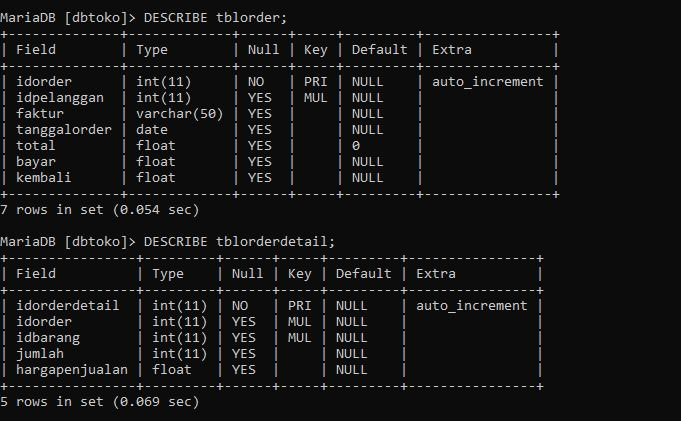 MariaDB [dbtoko]> DESCRIBE tblorder;
+--------------+-------------+------+-----+---------+----------------+
| Field        | Type        | Null | Key | Default | Extra          |
+--------------+-------------+------+-----+---------+----------------+
| idorder      | int(11)     | NO   | PRI | NULL    | auto_increment |
| idpelanggan  | int(11)     | YES  | MUL | NULL    |                |
| faktur       | varchar(50) | YES  |     | NULL    |                |
| tanggalorder | date        | YES  |     | NULL    |                |
| total        | float       | YES  |     | 0       |                |
| bayar        | float       | YES  |     | NULL    |                |
| kembali      | float       | YES  |     | NULL    |                |
+--------------+-------------+------+-----+---------+----------------+
7 rows in set (0.054 sec)

MariaDB [dbtoko]> DESCRIBE tblorderdetail;
+----------------+---------+------+-----+---------+----------------+
| Field          | Type    | Null | Key | Default | Extra          |
+----------------+---------+------+-----+---------+----------------+
| idorderdetail  | int(11) | NO   | PRI | NULL    | auto_increment |
| idorder        | int(11) | YES  | MUL | NULL    |                |
| idbarang       | int(11) | YES  | MUL | NULL    |                |
| jumlah         | int(11) | YES  |     | NULL    |                |
| hargapenjualan | float   | YES  |     | NULL    |                |
+----------------+---------+------+-----+---------+----------------+
5 rows in set (0.069 sec)